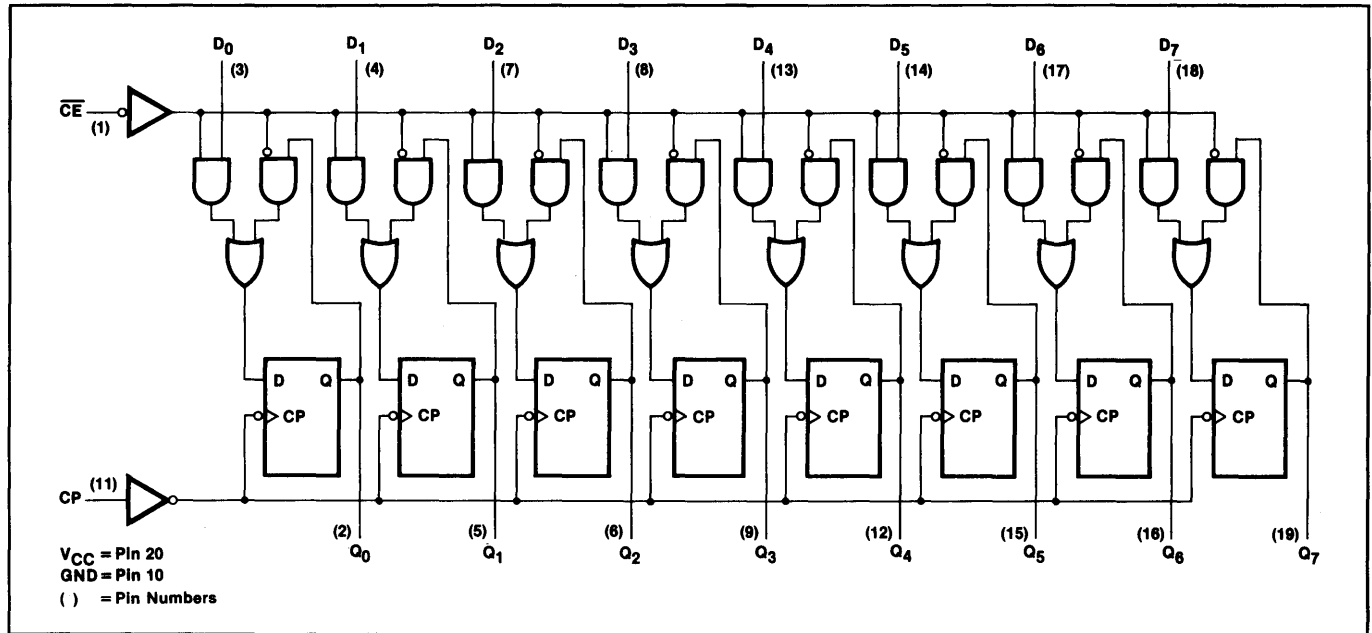 D0 D1 D2 D3 D4 D5 D6 D7
(3) (4) (7) (8) (13) (14) (17) (18)
C̅E̅
(1)
D Q D Q D Q D Q D Q D Q D Q D Q
CP CP CP CP CP CP CP CP
CP (11)
(2) (5) (6) (9) (12) (15) (16) (19)
Q0 Q1 Q2 Q3 Q4 Q5 Q6 Q7
VCC = Pin 20
GND = Pin 10
( ) = Pin Numbers